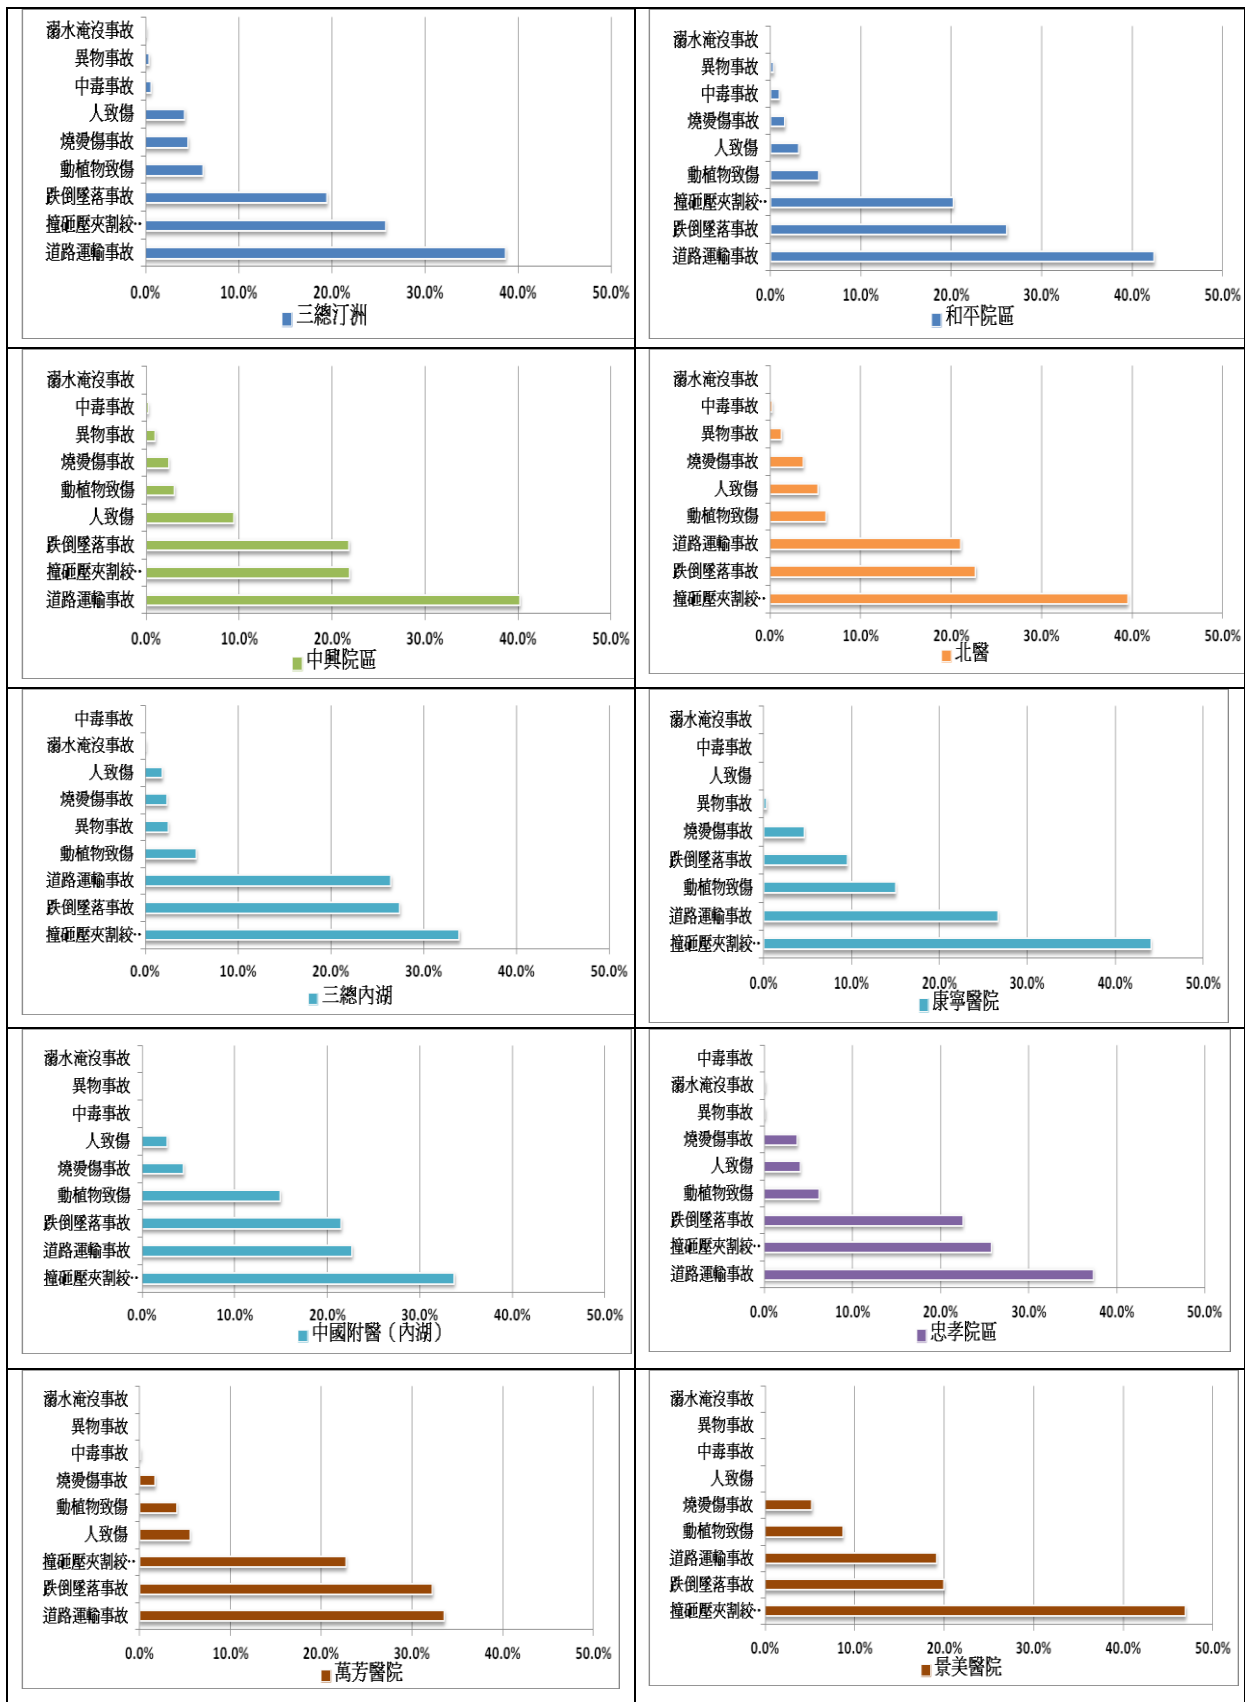 溺水淹沒事故
異物事故
中毒事故
人致傷
燒燙傷事故
動植物致傷
跌倒墜落事故
撞砸壓夾割絞…
道路運輸事故
0.0% 10.0% 20.0% 30.0% 40.0% 50.0%
三總汀洲
溺水淹沒事故
異物事故
中毒事故
燒燙傷事故
人致傷
動植物致傷
撞砸壓夾割絞…
跌倒墜落事故
道路運輸事故
0.0% 10.0% 20.0% 30.0% 40.0% 50.0%
和平院區
溺水淹沒事故
中毒事故
異物事故
燒燙傷事故
動植物致傷
人致傷
跌倒墜落事故
撞砸壓夾割絞…
道路運輸事故
0.0% 10.0% 20.0% 30.0% 40.0% 50.0%
中興院區
溺水淹沒事故
中毒事故
異物事故
燒燙傷事故
人致傷
動植物致傷
道路運輸事故
跌倒墜落事故
撞砸壓夾割絞…
0.0% 10.0% 20.0% 30.0% 40.0% 50.0%
北醫
中毒事故
溺水淹沒事故
人致傷
燒燙傷事故
異物事故
動植物致傷
道路運輸事故
跌倒墜落事故
撞砸壓夾割絞…
0.0% 10.0% 20.0% 30.0% 40.0% 50.0%
三總內湖
溺水淹沒事故
中毒事故
人致傷
異物事故
燒燙傷事故
跌倒墜落事故
動植物致傷
道路運輸事故
撞砸壓夾割絞…
0.0% 10.0% 20.0% 30.0% 40.0% 50.0%
康寧醫院
溺水淹沒事故
異物事故
中毒事故
人致傷
燒燙傷事故
動植物致傷
跌倒墜落事故
道路運輸事故
撞砸壓夾割絞…
0.0% 10.0% 20.0% 30.0% 40.0% 50.0%
中國附醫（內湖）
中毒事故
溺水淹沒事故
異物事故
燒燙傷事故
人致傷
動植物致傷
跌倒墜落事故
撞砸壓夾割絞…
道路運輸事故
0.0% 10.0% 20.0% 30.0% 40.0% 50.0%
忠孝院區
溺水淹沒事故
異物事故
中毒事故
燒燙傷事故
動植物致傷
人致傷
撞砸壓夾割絞…
跌倒墜落事故
道路運輸事故
0.0% 10.0% 20.0% 30.0% 40.0% 50.0%
萬芳醫院
溺水淹沒事故
異物事故
中毒事故
人致傷
燒燙傷事故
動植物致傷
道路運輸事故
跌倒墜落事故
撞砸壓夾割絞…
0.0% 10.0% 20.0% 30.0% 40.0% 50.0%
景美醫院